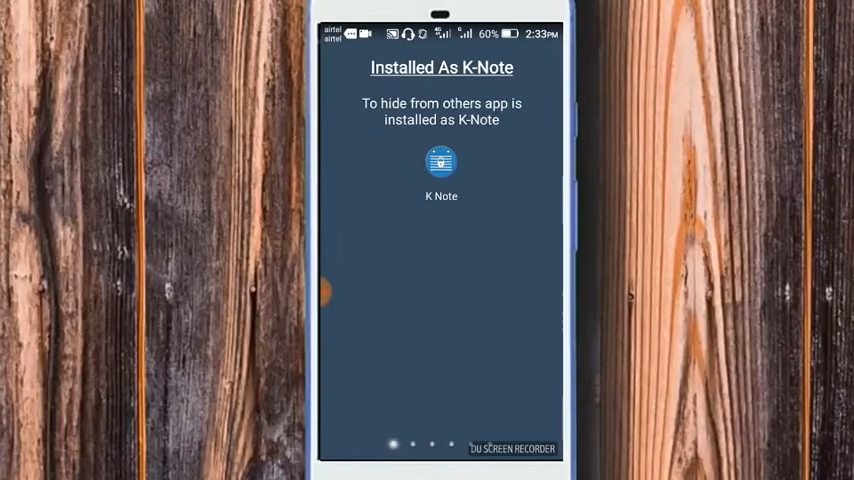 airtel
airtel
4G
G
60%
2:33PM
Installed As K-Note
To hide from others app is
installed as K-Note
K Note
DU SCREEN RECORDER